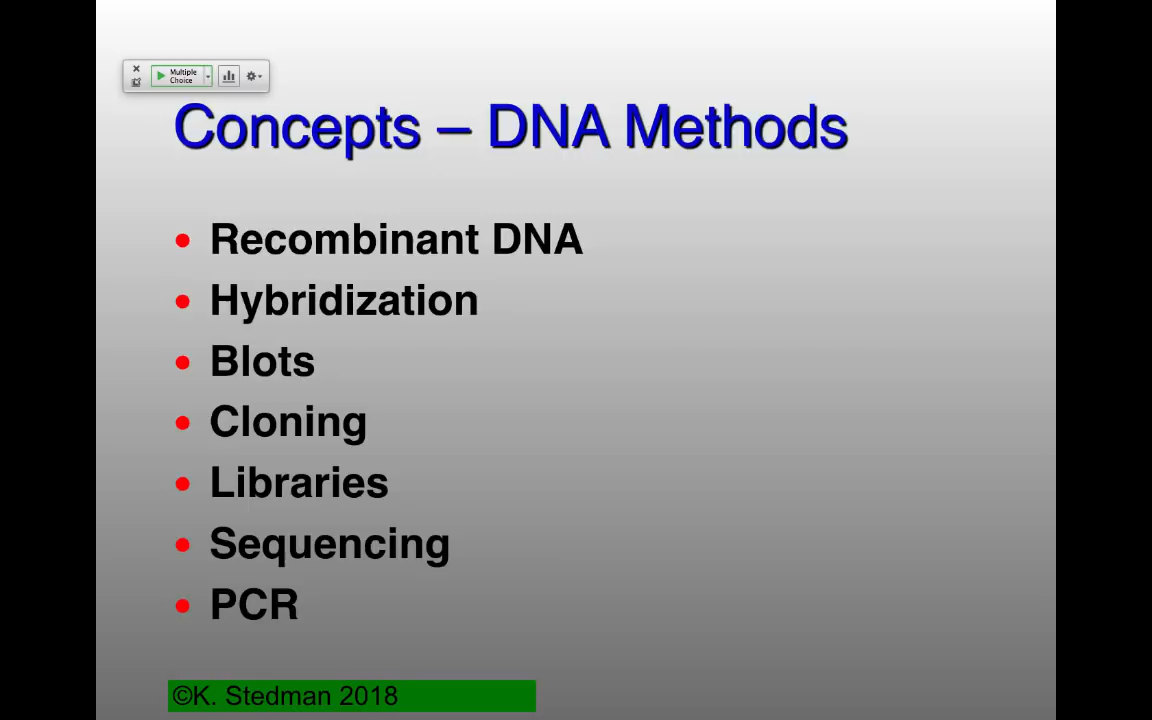 Multiple
Choice
Concepts – DNA Methods
• Recombinant DNA
• Hybridization
• Blots
• Cloning
• Libraries
• Sequencing
• PCR
©K. Stedman 2018